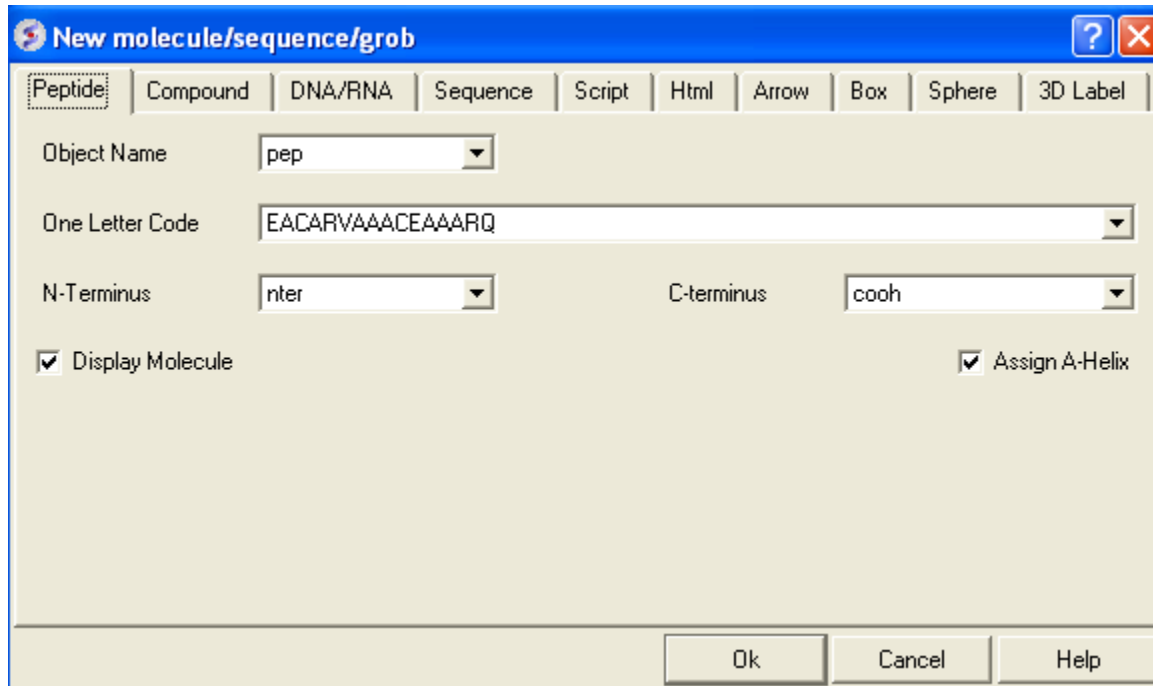 New molecule/sequence/grob ?
Peptide Compound DNA/RNA Sequence Script Html Arrow Box Sphere 3D Label
Object Name pep
One Letter Code EACARVAAACEAAARQ
N-Terminus nter C-terminus cooh
Display Molecule Assign A-Helix
Ok Cancel Help